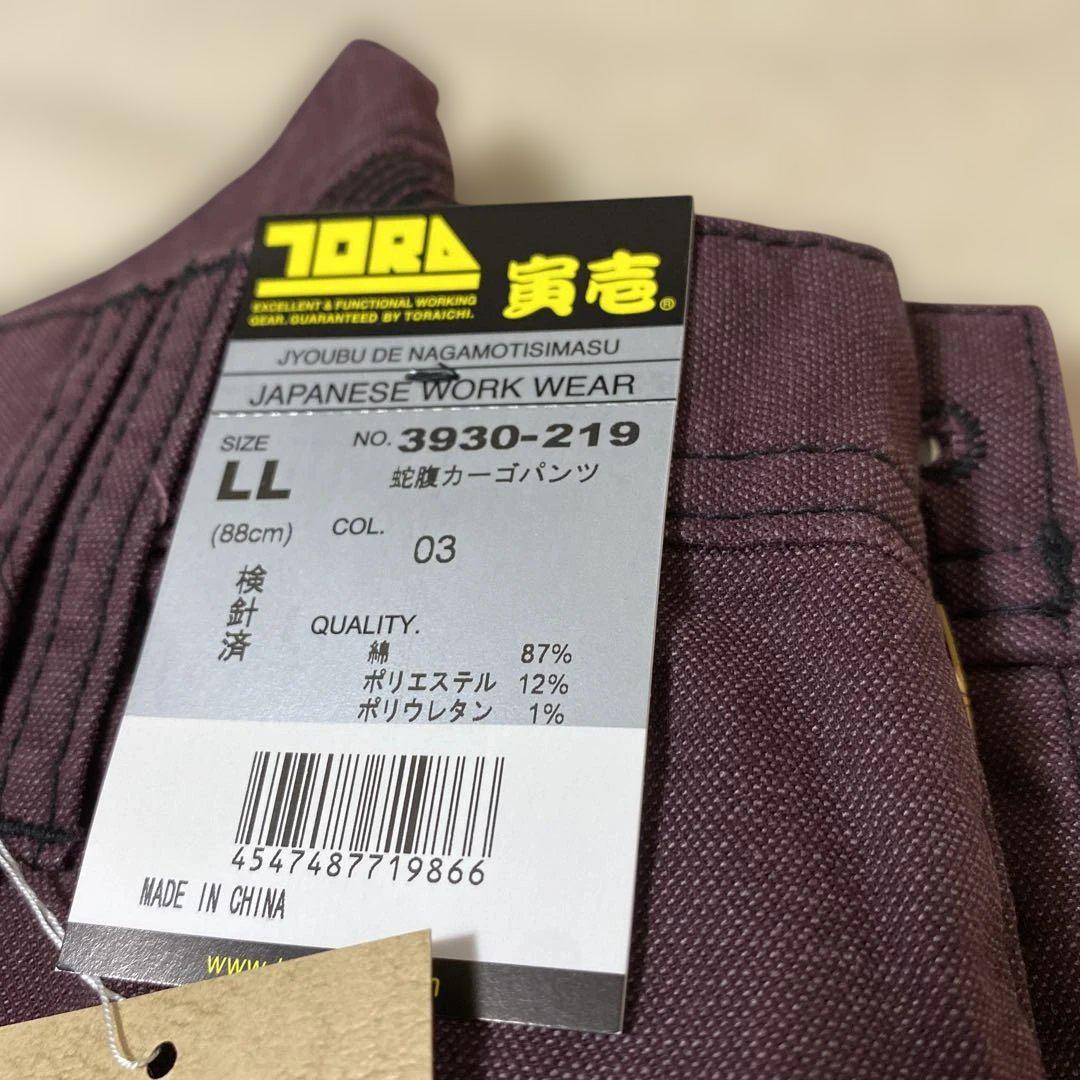 TORA 寅壱®
EXCELLENT & FUNCTIONAL WORKING
GEAR. GUARANTEED BY TORAICHI.
JYOUBU DE NAGAMOTISIMASU
JAPANESE WORK WEAR
SIZE NO. 3930-219
LL 蛇腹カーゴパンツ
(88cm) COL. 03
検針済
QUALITY.
綿 87%
ポリエステル 12%
ポリウレタン 1%
4547487719866
MADE IN CHINA
www.